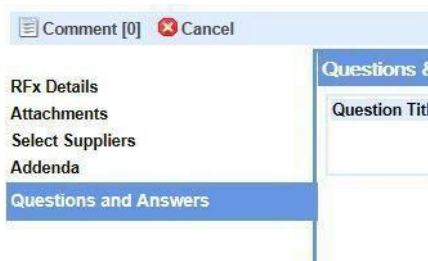 Comment [0] Cancel
Questions &
RFx Details
Question Titl
Attachments
Select Suppliers
Addenda
Questions and Answers